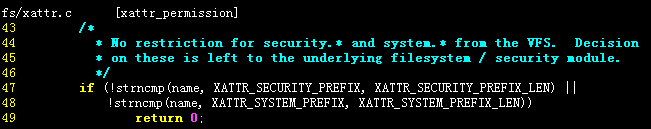 fs/xattr.c [xattr_permission]
43 /*
44 * No restriction for security.* and system.* from the VFS. Decision
45 * on these is left to the underlying filesystem / security module.
46 */
47 if (!strncmp(name, XATTR_SECURITY_PREFIX, XATTR_SECURITY_PREFIX_LEN) ||
48 !strncmp(name, XATTR_SYSTEM_PREFIX, XATTR_SYSTEM_PREFIX_LEN))
49 return 0;